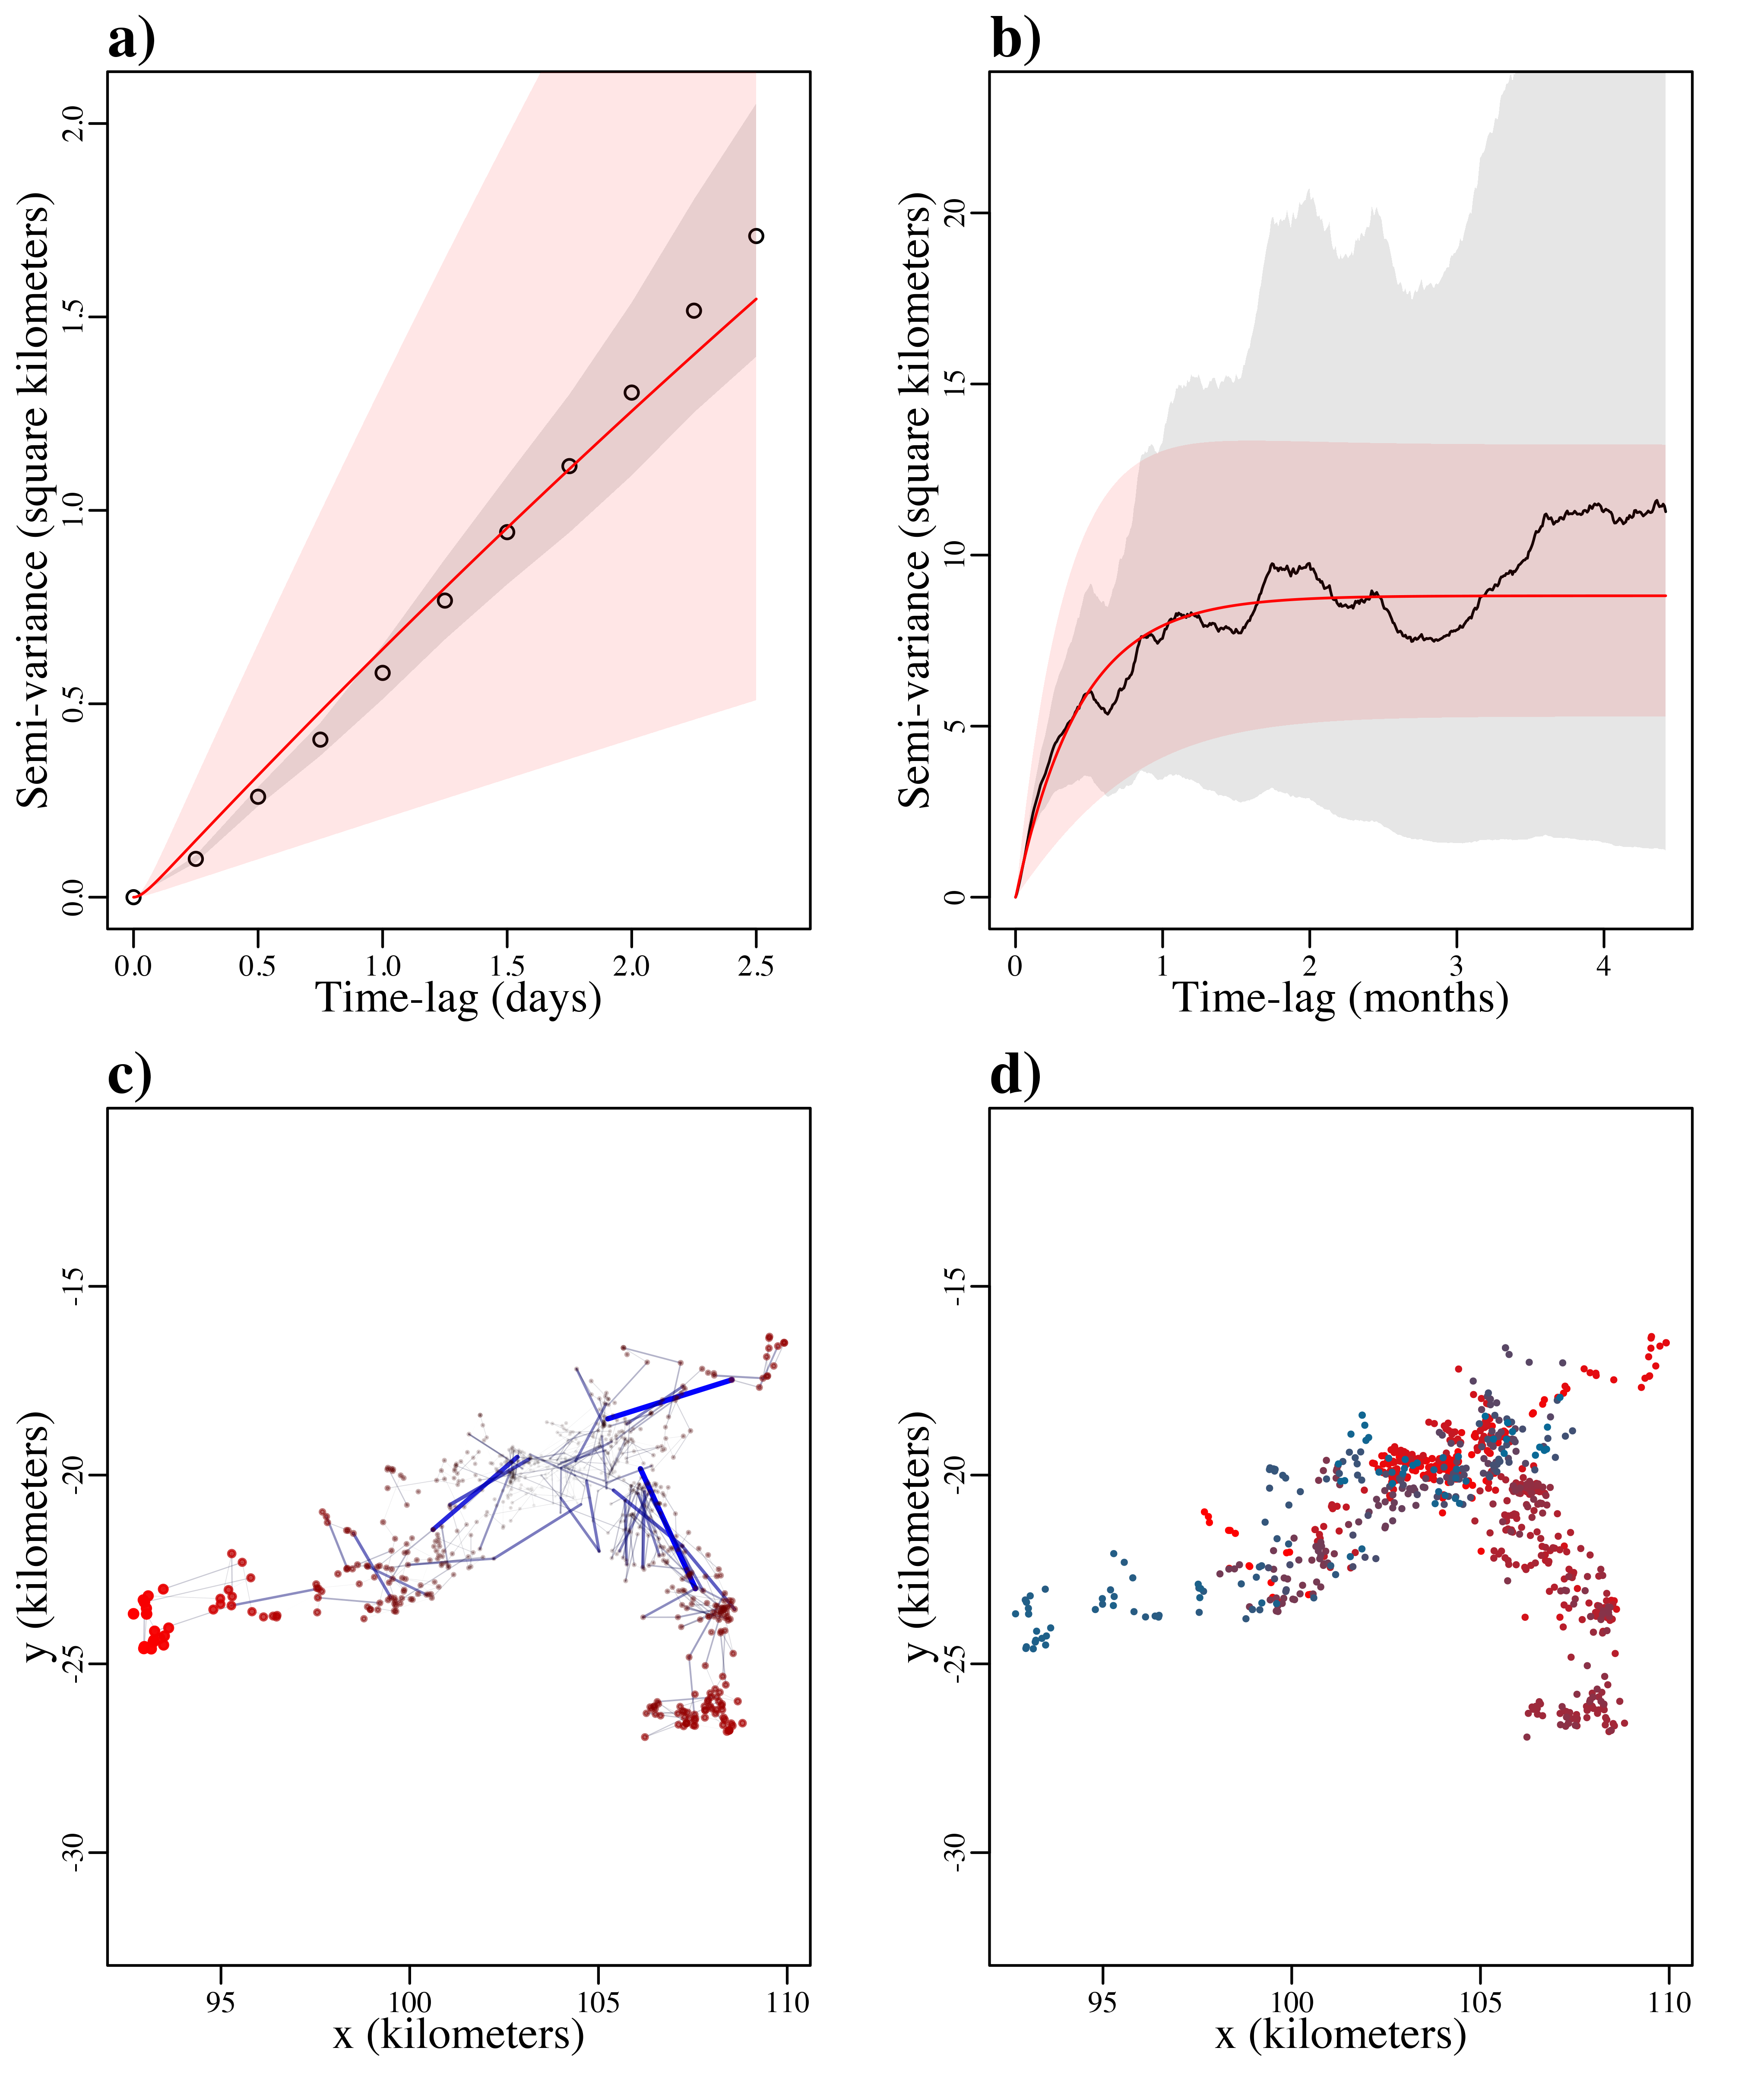 a)
Semi-variance (square kilometers)
2.0
1.5
1.0
0.5
0.0
0.0 0.5 1.0 1.5 2.0 2.5
Time-lag (days)
b)
Semi-variance (square kilometers)
20
15
10
5
0
0 1 2 3 4
Time-lag (months)
c)
y (kilometers)
-15
-20
-25
-30
95 100 105 110
x (kilometers)
d)
y (kilometers)
-15
-20
-25
-30
95 100 105 110
x (kilometers)